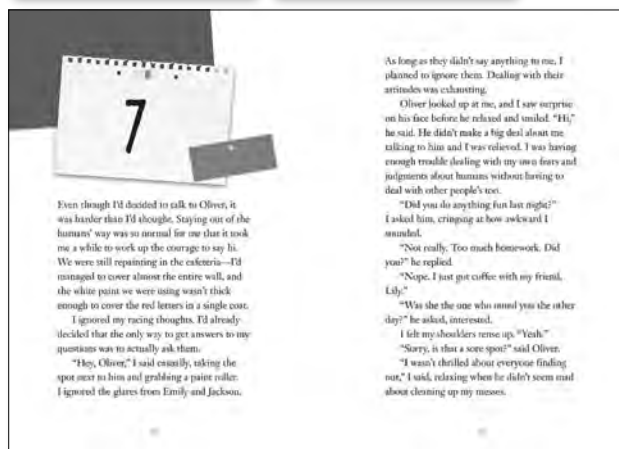 7
Even though I'd decided to talk to Oliver, it
was harder than I'd thought. Staying out of the
humans' way was so normal for me that it took
me a while to work up the courage to say hi.
We were still repainting in the cafeteria—I'd
managed to cover almost the entire wall, and
the white paint we were using wasn't thick
enough to cover the red letters in a single coat.
I ignored my racing thoughts. I'd already
decided that the only way to get answers to my
questions was to actually ask them.
"Hey, Oliver," I said casually, taking the
spot next to him and grabbing a paint roller.
I ignored the glares from Emily and Jackson.
As long as they didn't say anything to me, I
planned to ignore them. Dealing with their
attitudes was exhausting.
Oliver looked up at me, and I saw surprise
on his face before he relaxed and smiled. "Hi,"
he said. He didn't make a big deal about me
talking to him and I was relieved. I was having
enough trouble dealing with my own fears and
judgments about humans without having to
deal with other people's too.
"Did you do anything fun last night?"
I asked him, cringing at how awkward I
sounded.
"Not really. Too much homework. Did
you?" he replied.
"Nope. I just got coffee with my friend,
Lily."
"Was she the one who outed you the other
day?" he asked, interested.
I felt my shoulders tense up. "Yeah."
"Sorry, is that a sore spot?" said Oliver.
"I wasn't thrilled about everyone finding
out," I said, relaxing when he didn't seem mad
about cleaning up my messes.